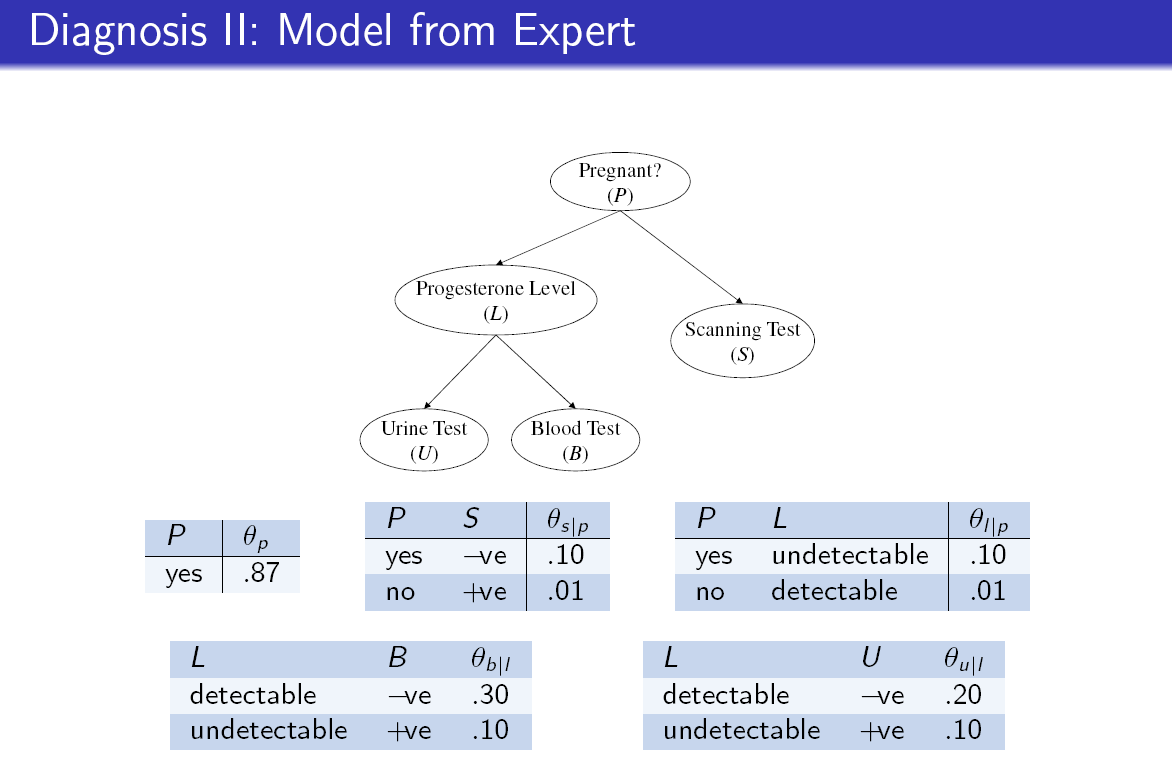 Diagnosis II: Model from Expert
Pregnant?
(P)
Progesterone Level
(L)
Scanning Test
(S)
Urine Test
(U)
Blood Test
(B)
P θp
yes .87
P S θs|p
yes −ve .10
no +ve .01
P L θl|p
yes undetectable .10
no detectable .01
L B θb|l
detectable −ve .30
undetectable +ve .10
L U θu|l
detectable −ve .20
undetectable +ve .10